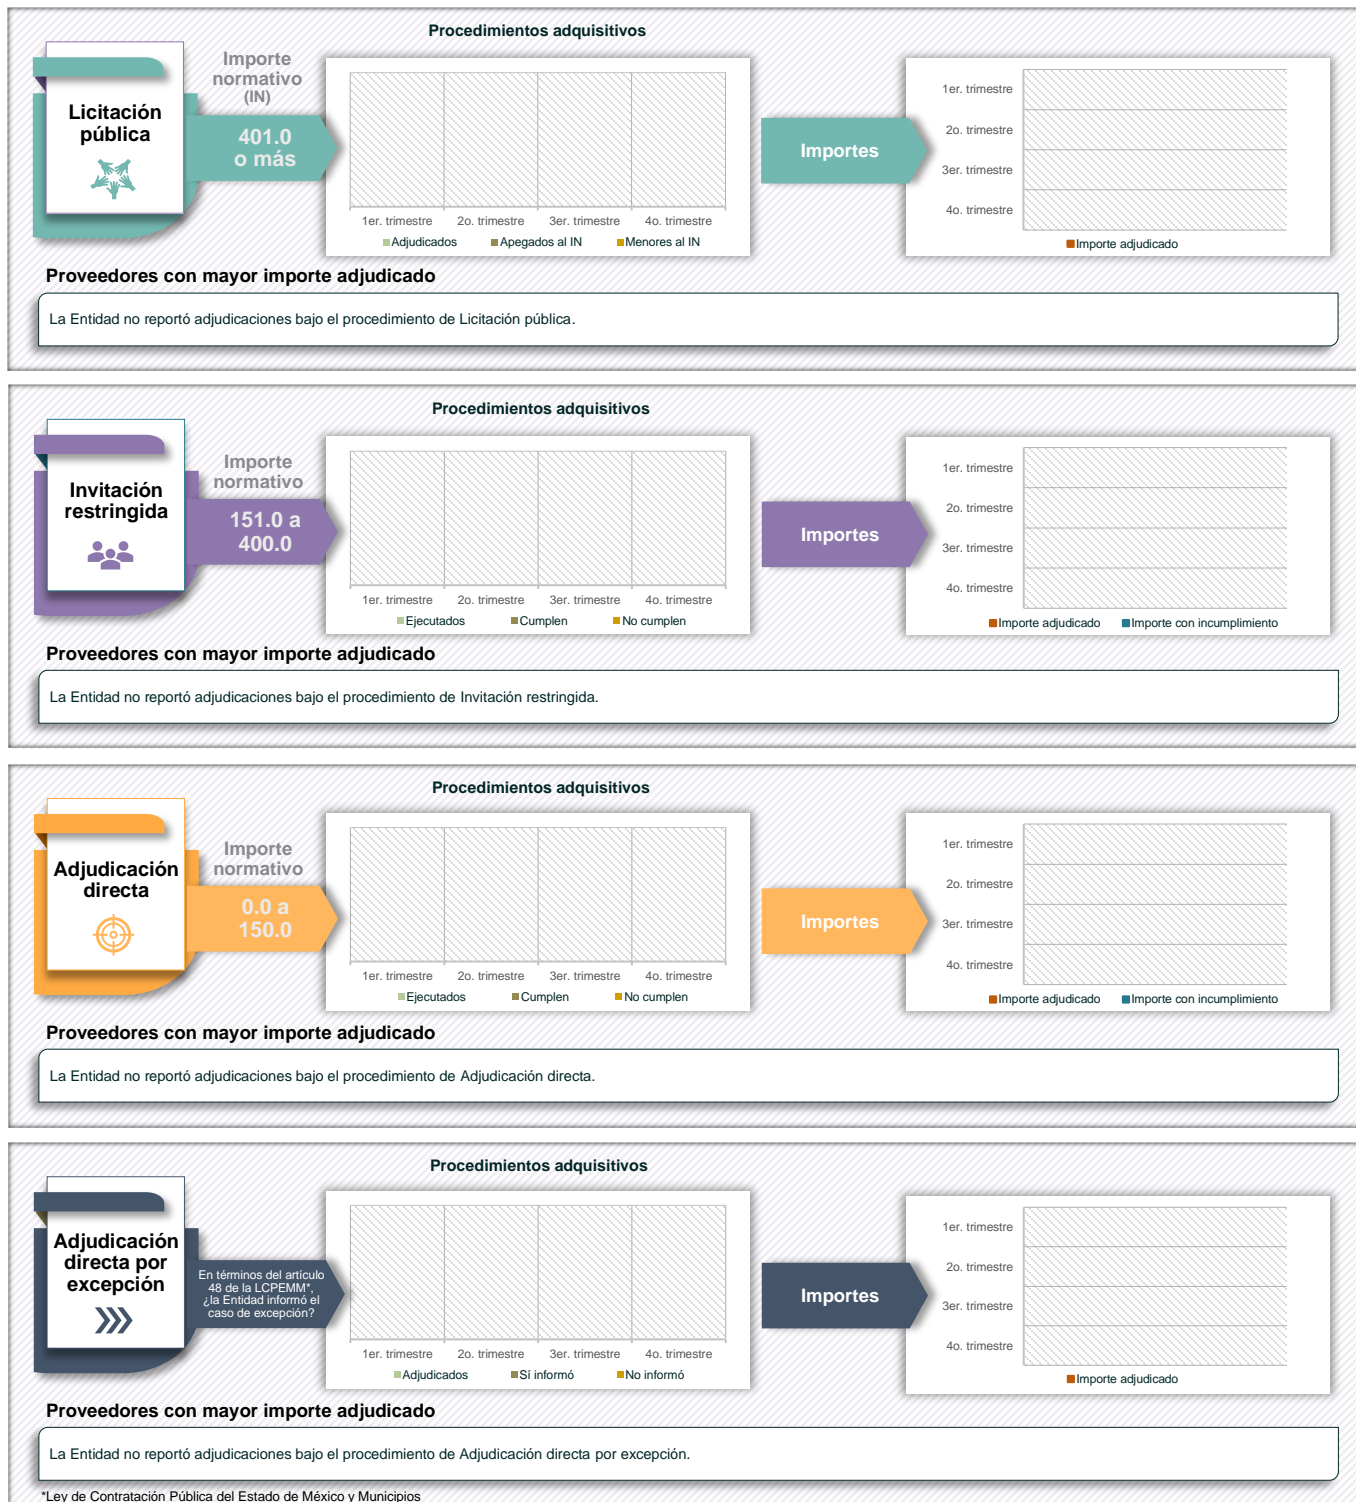 Procedimientos adquisitivos
Licitación
pública
Importe
normativo
(IN)
401.0
o más
1er. trimestre 2o. trimestre 3er. trimestre 4o. trimestre
Adjudicados Apegados al IN Menores al IN
Importes
1er. trimestre
2o. trimestre
3er. trimestre
4o. trimestre
Importe adjudicado
Proveedores con mayor importe adjudicado
La Entidad no reportó adjudicaciones bajo el procedimiento de Licitación pública.
Procedimientos adquisitivos
Invitación
restringida
Importe
normativo
151.0 a
400.0
1er. trimestre 2o. trimestre 3er. trimestre 4o. trimestre
Ejecutados Cumplen No cumplen
Importes
1er. trimestre
2o. trimestre
3er. trimestre
4o. trimestre
Importe adjudicado Importe con incumplimiento
Proveedores con mayor importe adjudicado
La Entidad no reportó adjudicaciones bajo el procedimiento de Invitación restringida.
Procedimientos adquisitivos
Adjudicación
directa
Importe
normativo
0.0 a
150.0
1er. trimestre 2o. trimestre 3er. trimestre 4o. trimestre
Ejecutados Cumplen No cumplen
Importes
1er. trimestre
2o. trimestre
3er. trimestre
4o. trimestre
Importe adjudicado Importe con incumplimiento
Proveedores con mayor importe adjudicado
La Entidad no reportó adjudicaciones bajo el procedimiento de Adjudicación directa.
Procedimientos adquisitivos
Adjudicación
directa por
excepción
En términos del artículo
48 de la LCPEMM*,
¿la Entidad informó el
caso de excepción?
1er. trimestre 2o. trimestre 3er. trimestre 4o. trimestre
Adjudicados Sí informó No informó
Importes
1er. trimestre
2o. trimestre
3er. trimestre
4o. trimestre
Importe adjudicado
Proveedores con mayor importe adjudicado
La Entidad no reportó adjudicaciones bajo el procedimiento de Adjudicación directa por excepción.
*Ley de Contratación Pública del Estado de México y Municipios